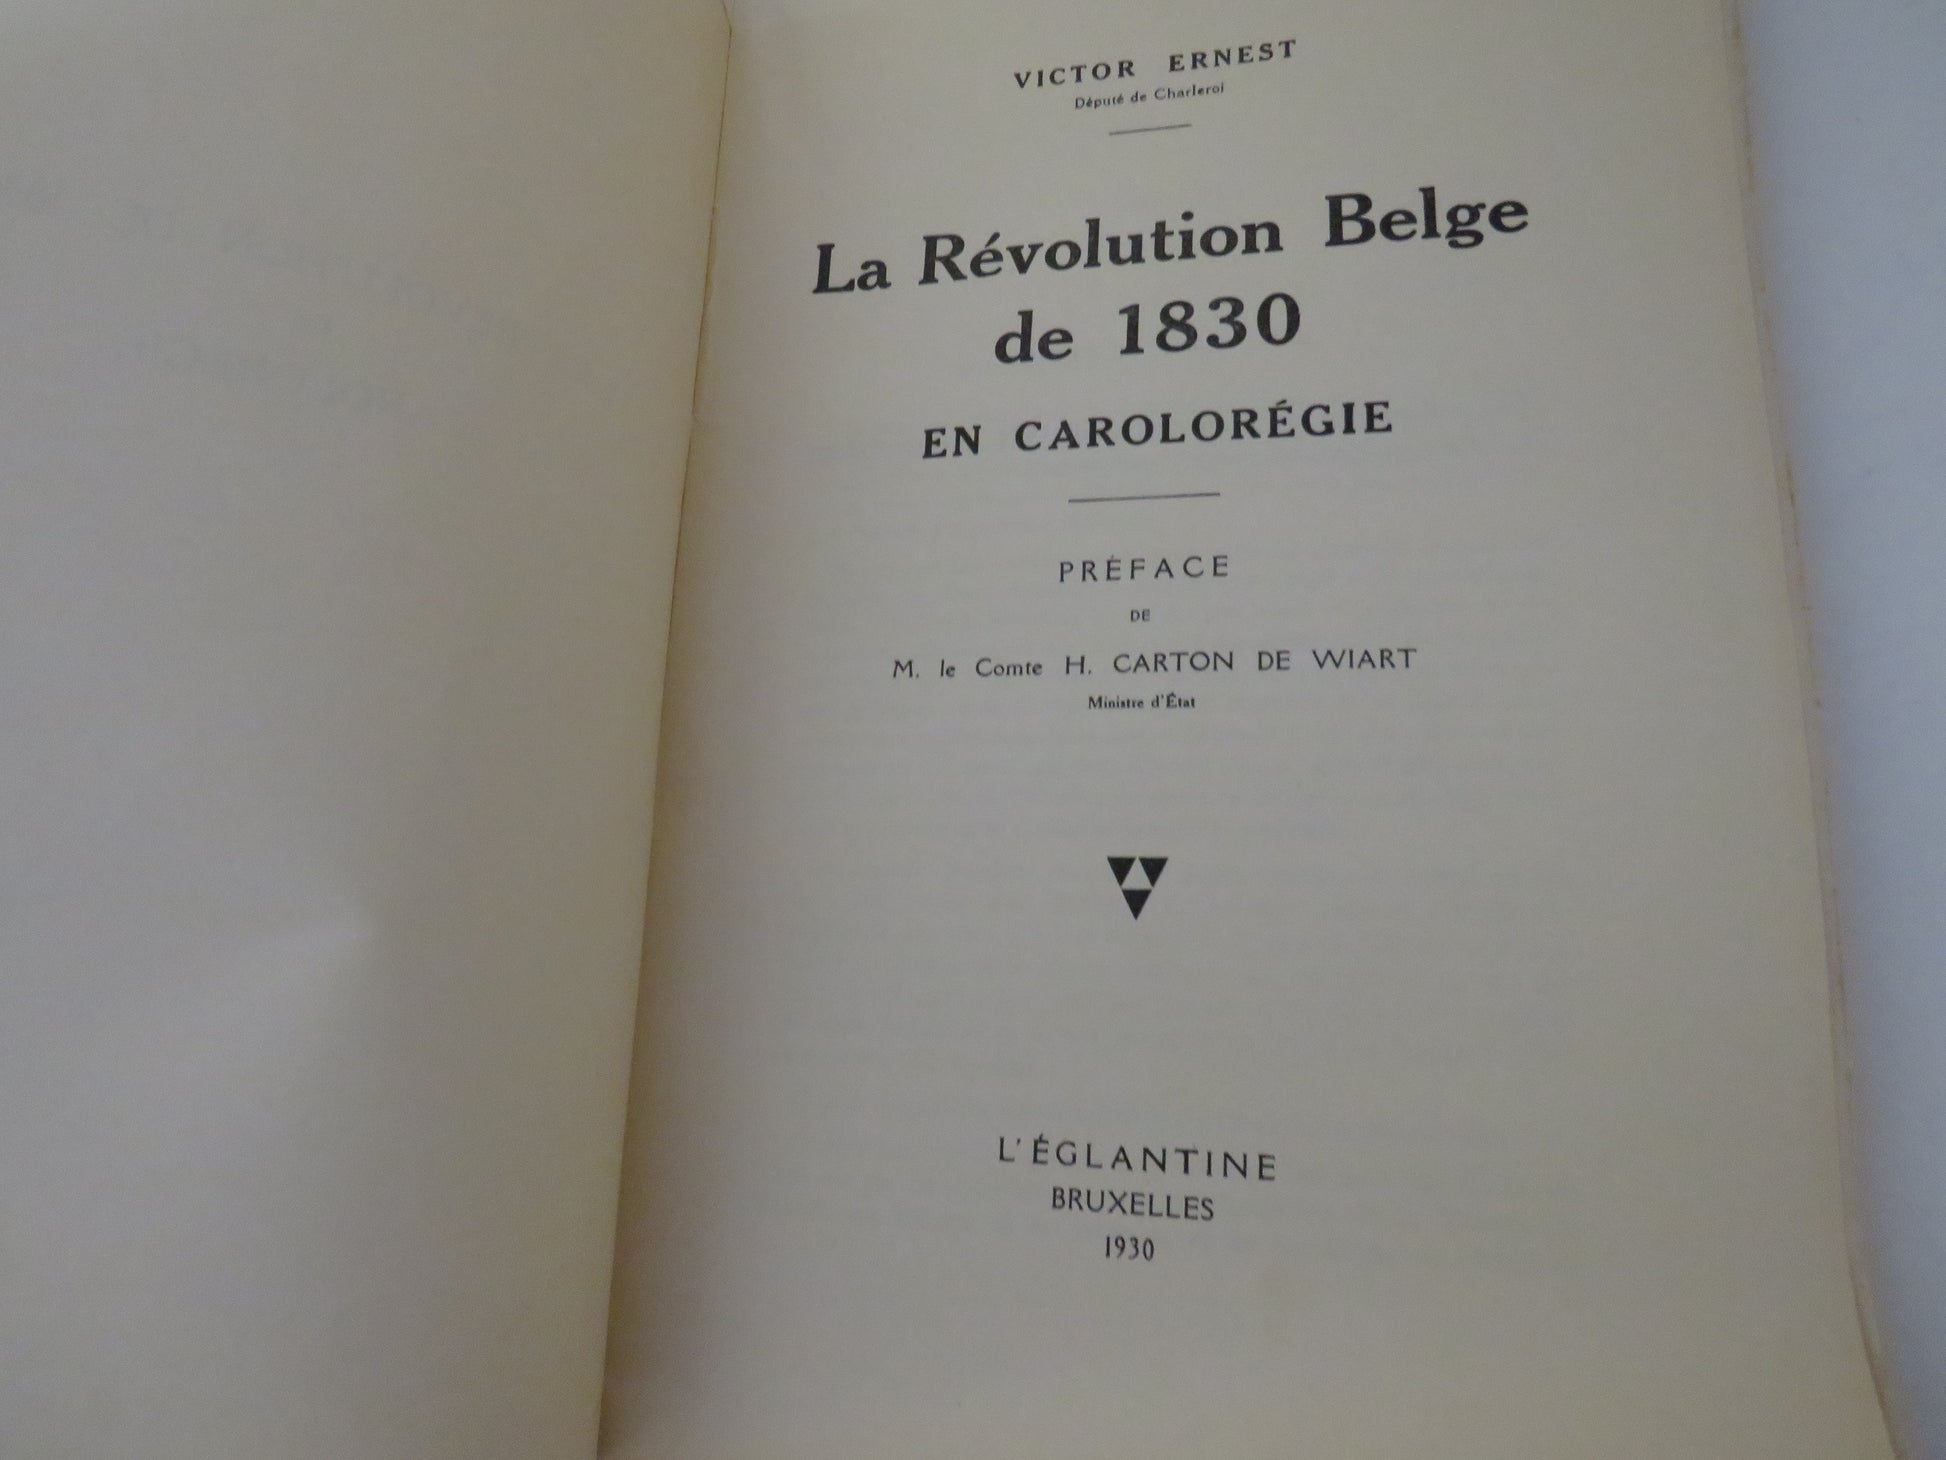 VICTOR ERNEST
Député de Charleroi
La Révolution Belge
de 1830
EN CAROLORÉGIE
PRÉFACE
DE
M. le Comte H. CARTON DE WIART
Ministre d'État
L'ÉGLANTINE
BRUXELLES
1930